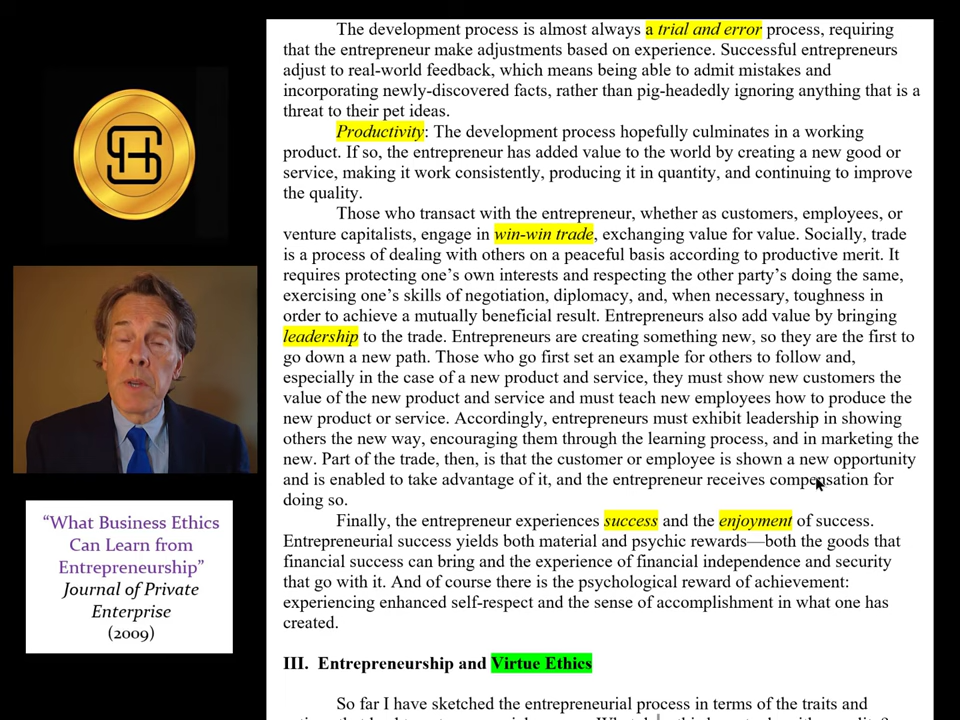 The development process is almost always a trial and error process, requiring
that the entrepreneur make adjustments based on experience. Successful entrepreneurs
adjust to real-world feedback, which means being able to admit mistakes and
incorporating newly-discovered facts, rather than pig-headedly ignoring anything that is a
threat to their pet ideas.
Productivity: The development process hopefully culminates in a working
product. If so, the entrepreneur has added value to the world by creating a new good or
service, making it work consistently, producing it in quantity, and continuing to improve
the quality.
Those who transact with the entrepreneur, whether as customers, employees, or
venture capitalists, engage in win-win trade, exchanging value for value. Socially, trade
is a process of dealing with others on a peaceful basis according to productive merit. It
requires protecting one’s own interests and respecting the other party’s doing the same,
exercising one’s skills of negotiation, diplomacy, and, when necessary, toughness in
order to achieve a mutually beneficial result. Entrepreneurs also add value by bringing
leadership to the trade. Entrepreneurs are creating something new, so they are the first to
go down a new path. Those who go first set an example for others to follow and,
especially in the case of a new product and service, they must show new customers the
value of the new product and service and must teach new employees how to produce the
new product or service. Accordingly, entrepreneurs must exhibit leadership in showing
others the new way, encouraging them through the learning process, and in marketing the
new. Part of the trade, then, is that the customer or employee is shown a new opportunity
and is enabled to take advantage of it, and the entrepreneur receives compensation for
doing so.
Finally, the entrepreneur experiences success and the enjoyment of success.
Entrepreneurial success yields both material and psychic rewards—both the goods that
financial success can bring and the experience of financial independence and security
that go with it. And of course there is the psychological reward of achievement:
experiencing enhanced self-respect and the sense of accomplishment in what one has
created.
III. Entrepreneurship and Virtue Ethics
So far I have sketched the entrepreneurial process in terms of the traits and
“What Business Ethics
Can Learn from
Entrepreneurship”
Journal of Private
Enterprise
(2009)